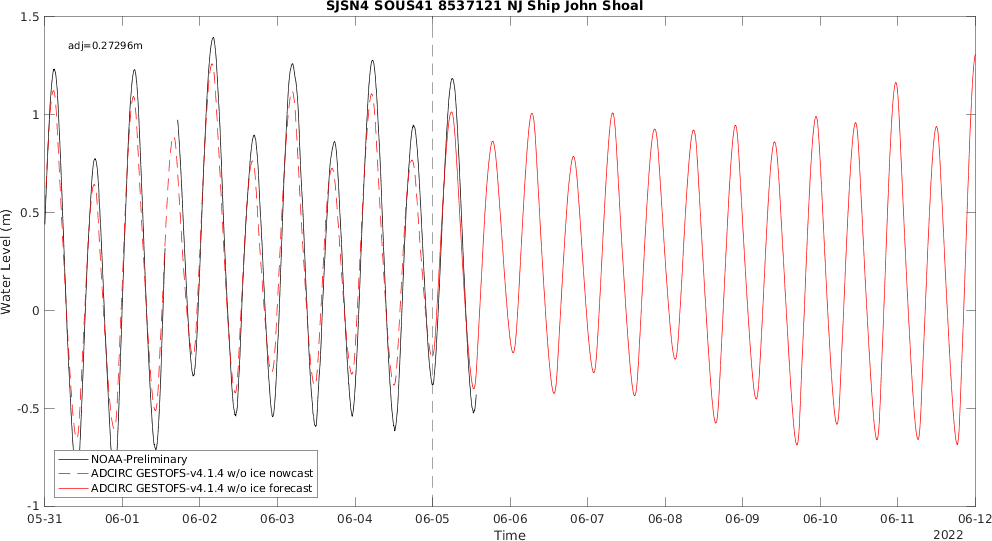 SJSN4 SOUS41 8537121 NJ Ship John Shoal
1.5
adj=0.27296m
1
0.5
Water Level (m)
0
-0.5
NOAA-Preliminary
ADCIRC GESTOFS-v4.1.4 w/o ice nowcast
ADCIRC GESTOFS-v4.1.4 w/o ice forecast
-1
05-31 06-01 06-02 06-03 06-04 06-05 06-06 06-07 06-08 06-09 06-10 06-11 06-12
Time 2022